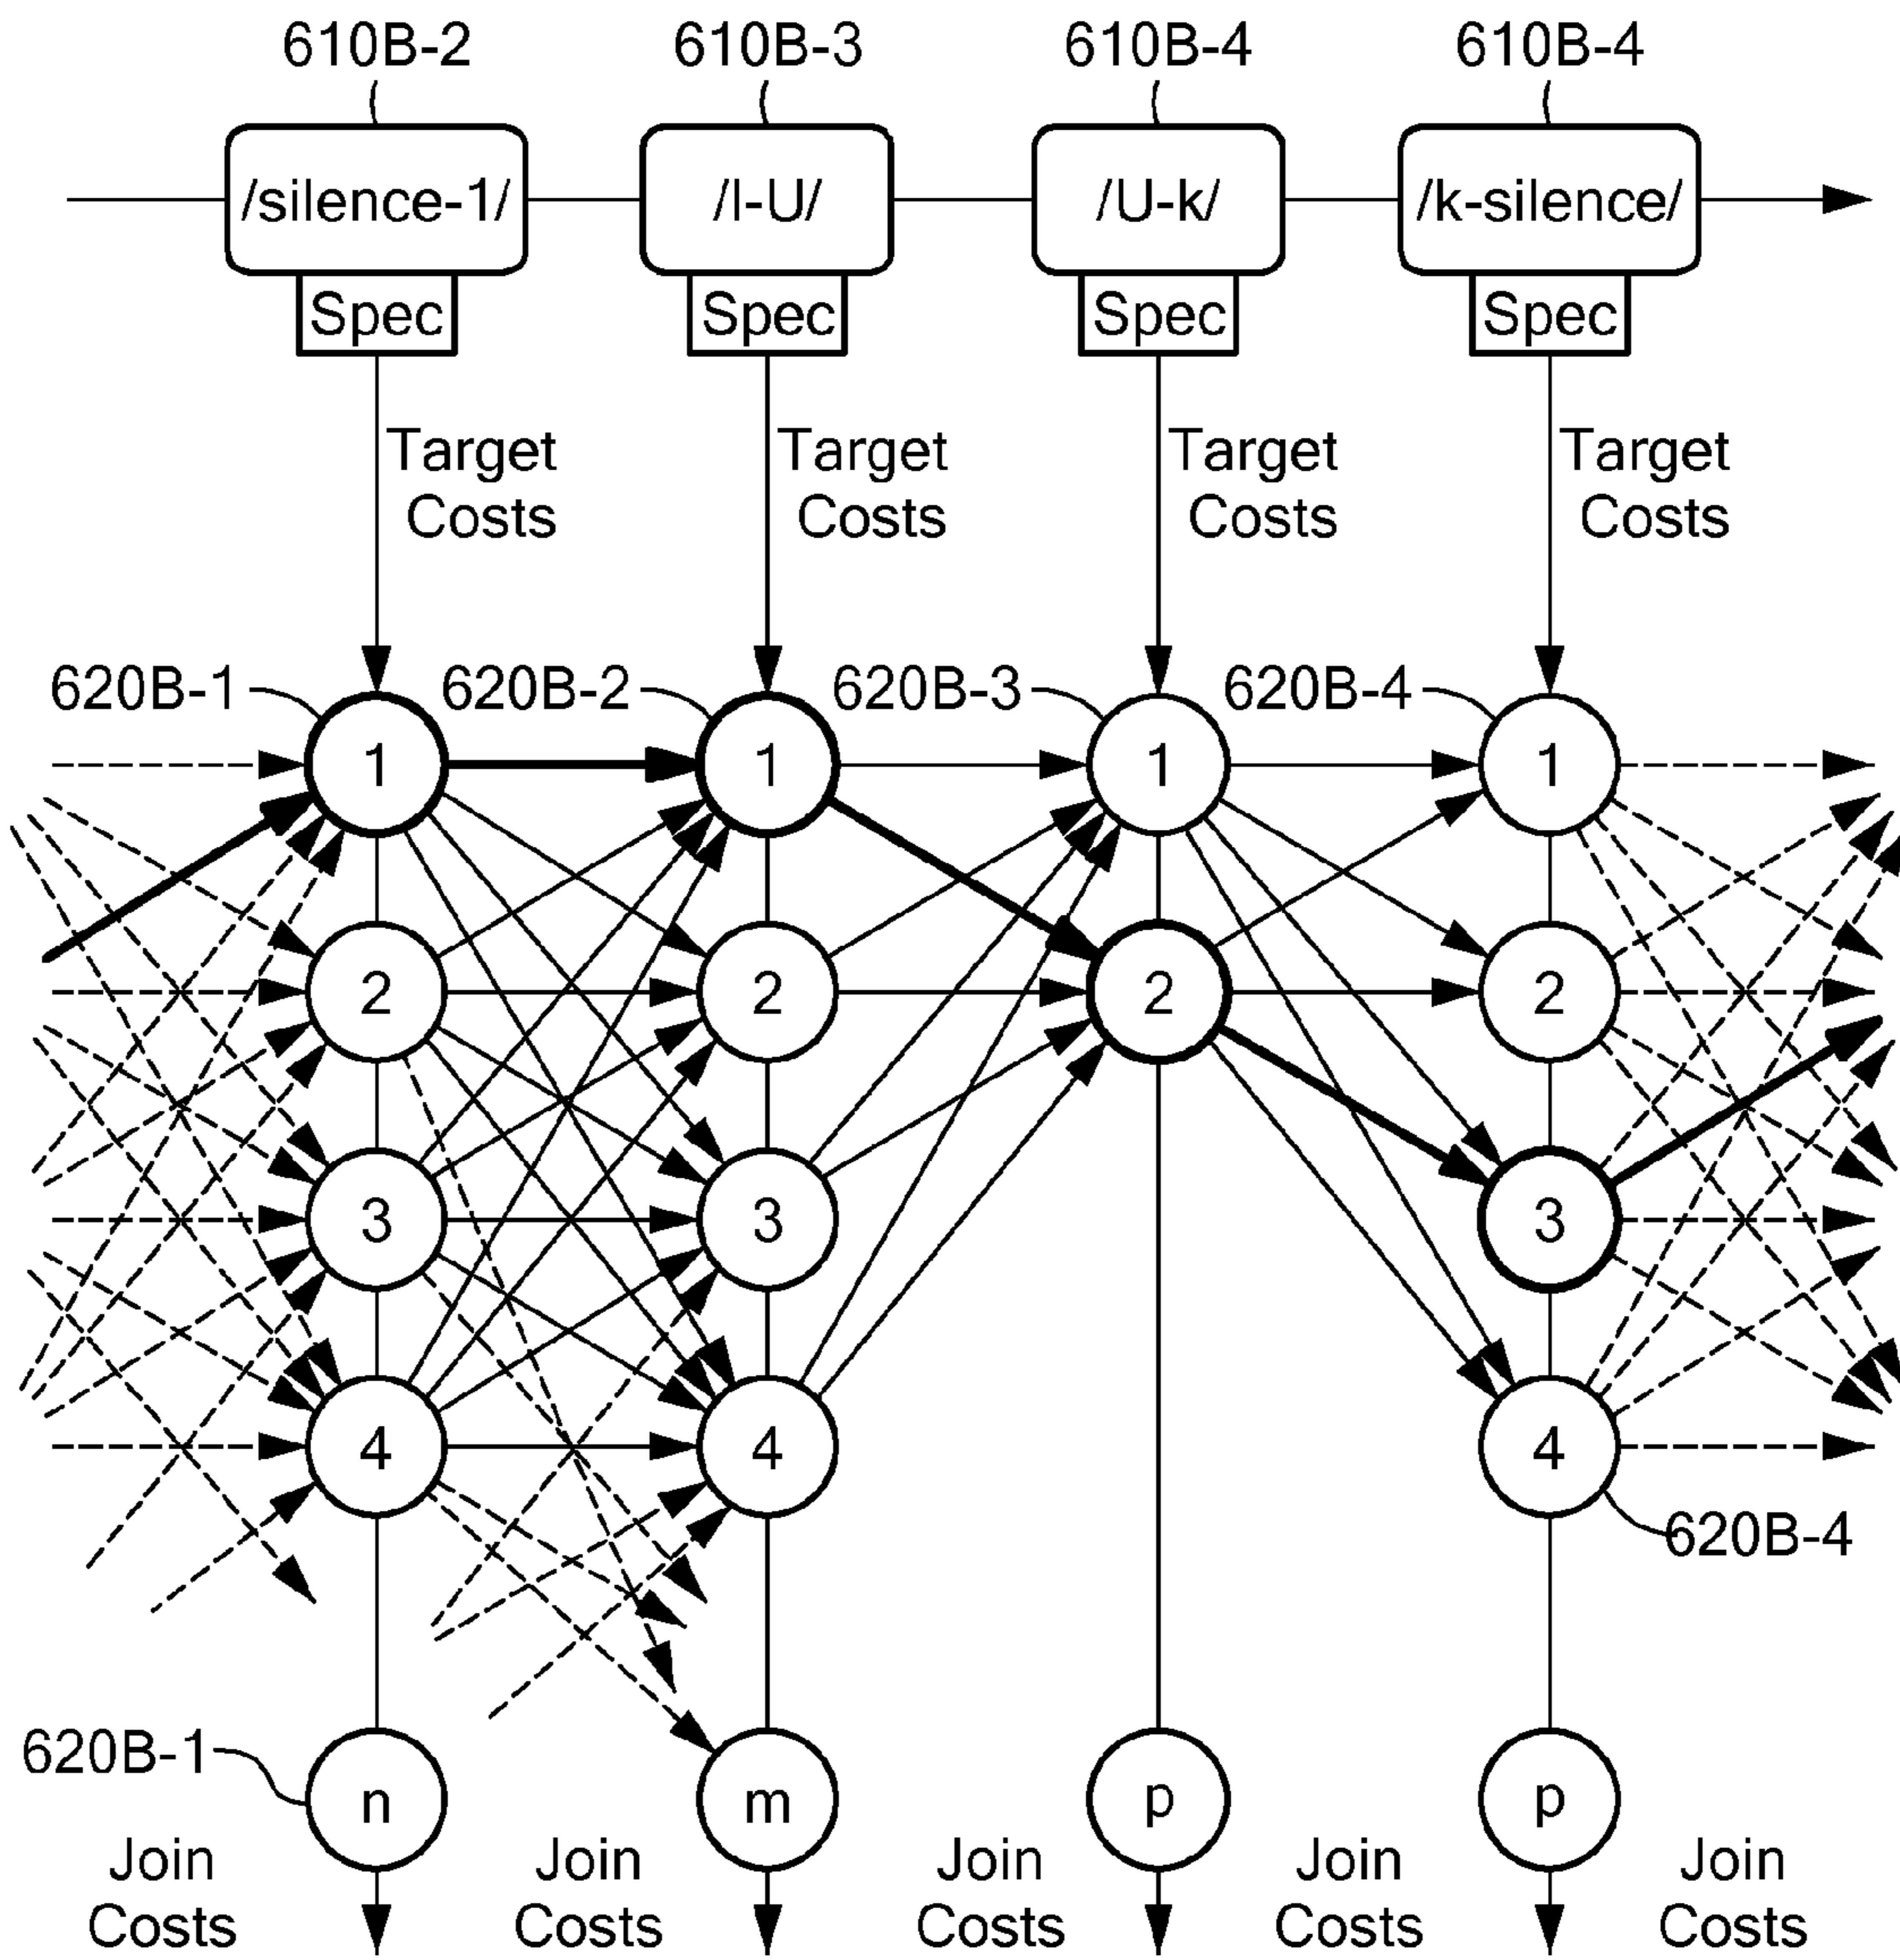 610B-2 610B-3 610B-4 610B-4
/silence-1/ /l-U/ /U-k/ /k-silence/
Spec Spec Spec Spec
Target Target Target Target
Costs Costs Costs Costs
620B-1 620B-2 620B-3 620B-4
1 1 1 1
2 2 2 2
3 3 3
4 4 4
620B-4
620B-1
n m p p
Join Join Join Join Join
Costs Costs Costs Costs Costs